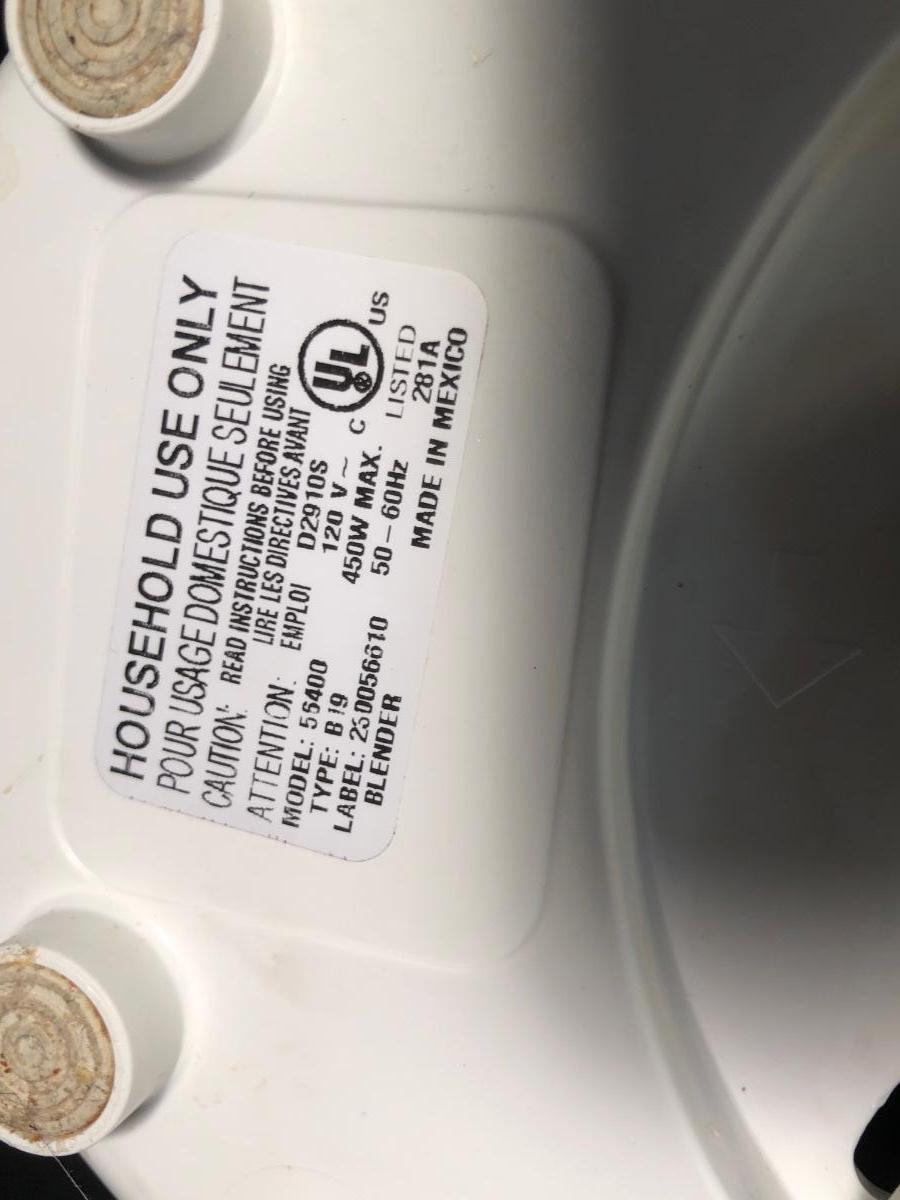 HOUSEHOLD USE ONLY
POUR USAGE DOMESTIQUE SEULEMENT
CAUTION: READ INSTRUCTIONS BEFORE USING
ATTENTION: LIRE LES DIRECTIVES AVANT
EMPLOI
MODEL: 56400 D2910S
TYPE: B19 120 V ~
LABEL: 450W MAX.
BLENDER 50-60Hz
C UL US
LISTED
281A
MADE IN MEXICO